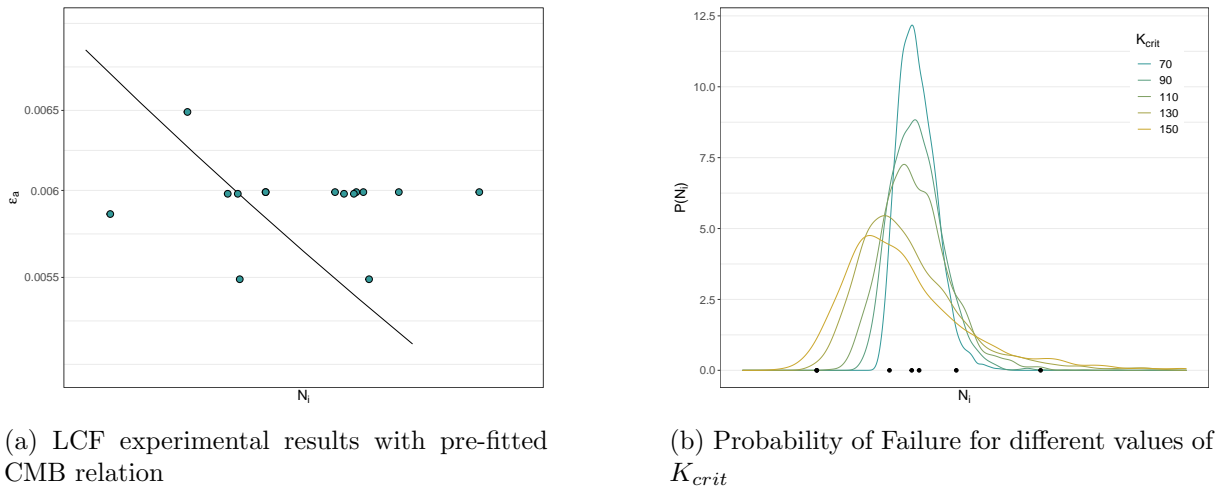 0.0065
0.006
0.0055
εa
Ni
12.5
10.0
7.5
5.0
2.5
0.0
P(Ni)
Ni
Kcrit
70
90
110
130
150
(a) LCF experimental results with pre-fitted
CMB relation
(b) Probability of Failure for different values of
Kcrit